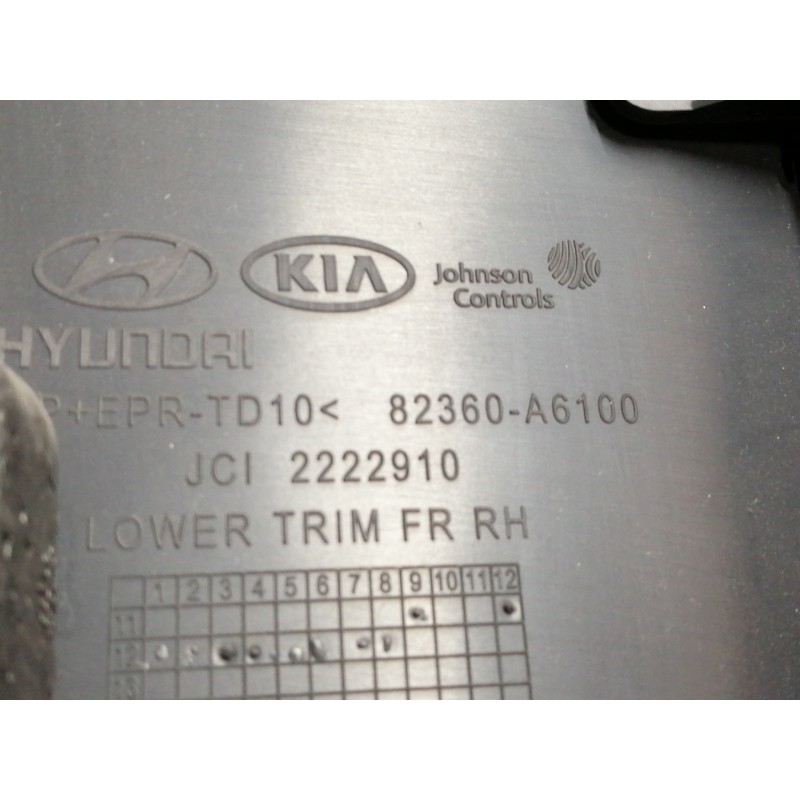 KIA
Johnson
Controls
HYUNDAI
P+EPR-TD10< 82360-A6100
JCI 2222910
LOWER TRIM FR RH
1 2 3 4 5 6 7 8 9 10 11 12
11
12
13